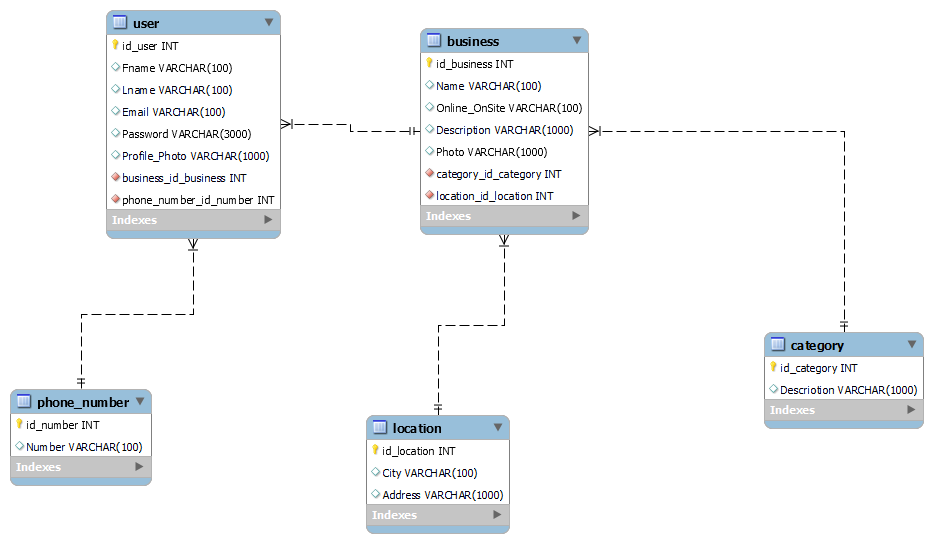 user
id_user INT
Fname VARCHAR(100)
Lname VARCHAR(100)
Email VARCHAR(100)
Password VARCHAR(3000)
Profile_Photo VARCHAR(1000)
business_id_business INT
phone_number_id_number INT
Indexes
business
id_business INT
Name VARCHAR(100)
Online_OnSite VARCHAR(100)
Description VARCHAR(1000)
Photo VARCHAR(100)
category_id_category INT
location_id_location INT
Indexes
phone_number
id_number INT
Number VARCHAR(100)
Indexes
location
id_location INT
City VARCHAR(100)
Address VARCHAR(1000)
Indexes
category
id_category INT
Descriotion VARCHAR(1000)
Indexes